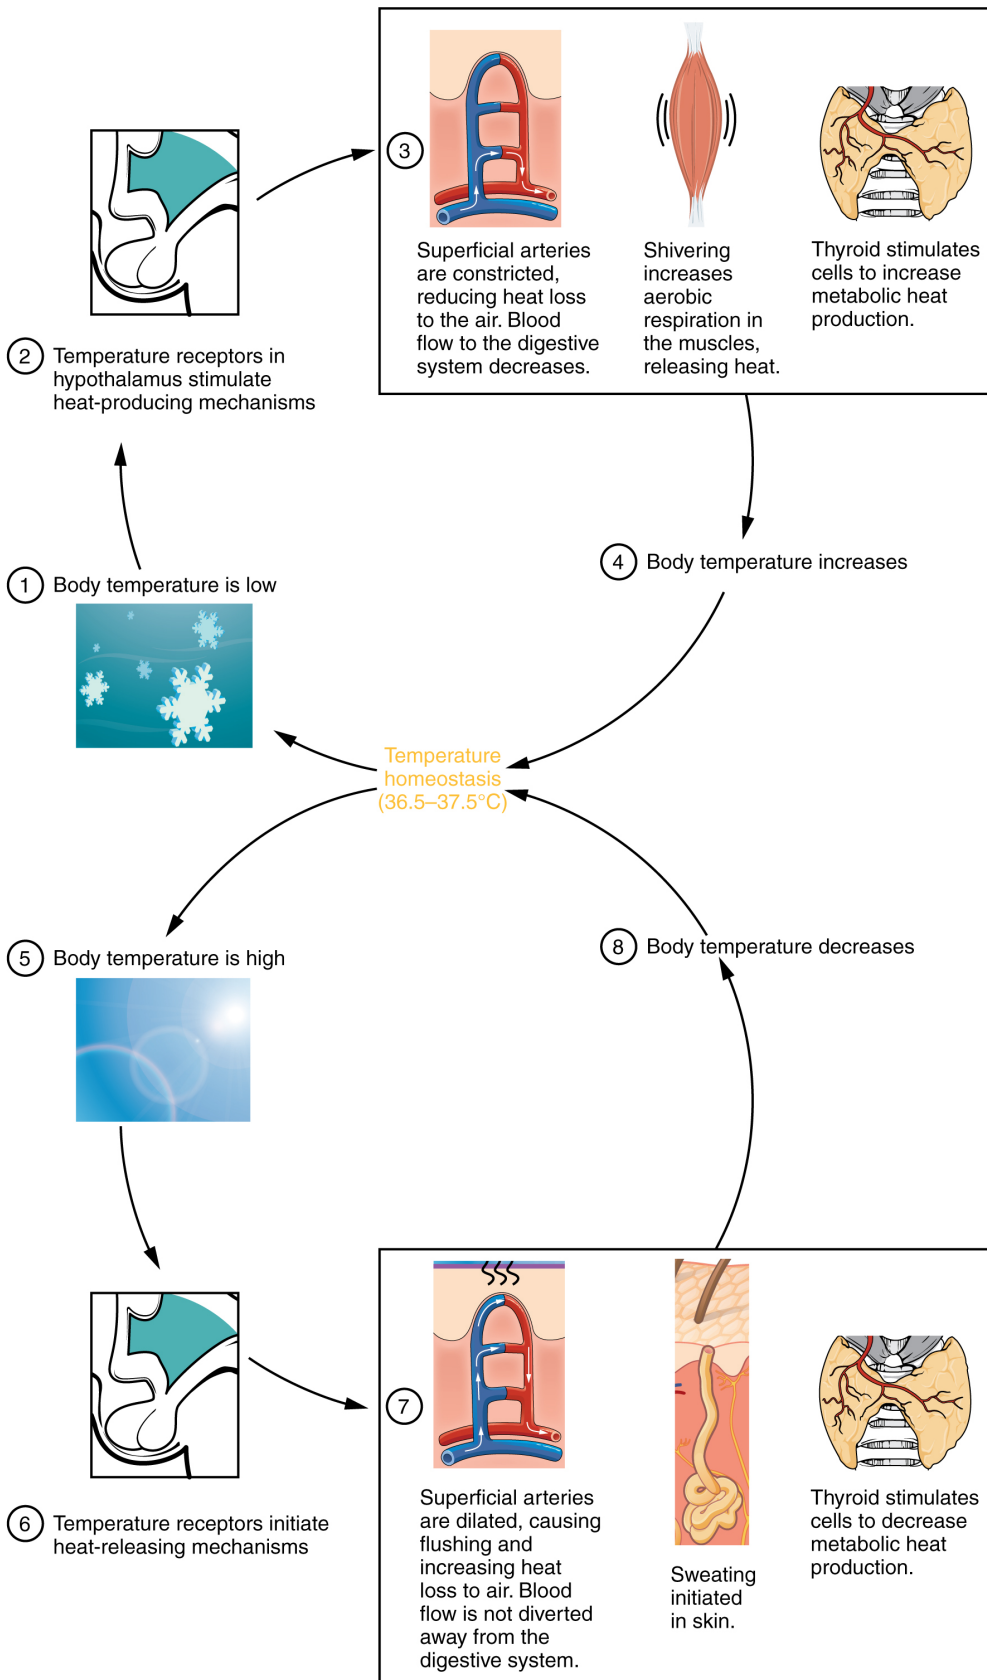 3
Superficial arteries
are constricted,
reducing heat loss
to the air. Blood
flow to the digestive
system decreases.
Shivering
increases
aerobic
respiration in
the muscles,
releasing heat.
Thyroid stimulates
cells to increase
metabolic heat
production.
2 Temperature receptors in
hypothalamus stimulate
heat-producing mechanisms
1 Body temperature is low
4 Body temperature increases
Temperature
homeostasis
(36.5–37.5°C)
5 Body temperature is high
8 Body temperature decreases
6 Temperature receptors initiate
heat-releasing mechanisms
7
Superficial arteries
are dilated, causing
flushing and
increasing heat
loss to air. Blood
flow is not diverted
away from the
digestive system.
Sweating
initiated
in skin.
Thyroid stimulates
cells to decrease
metabolic heat
production.